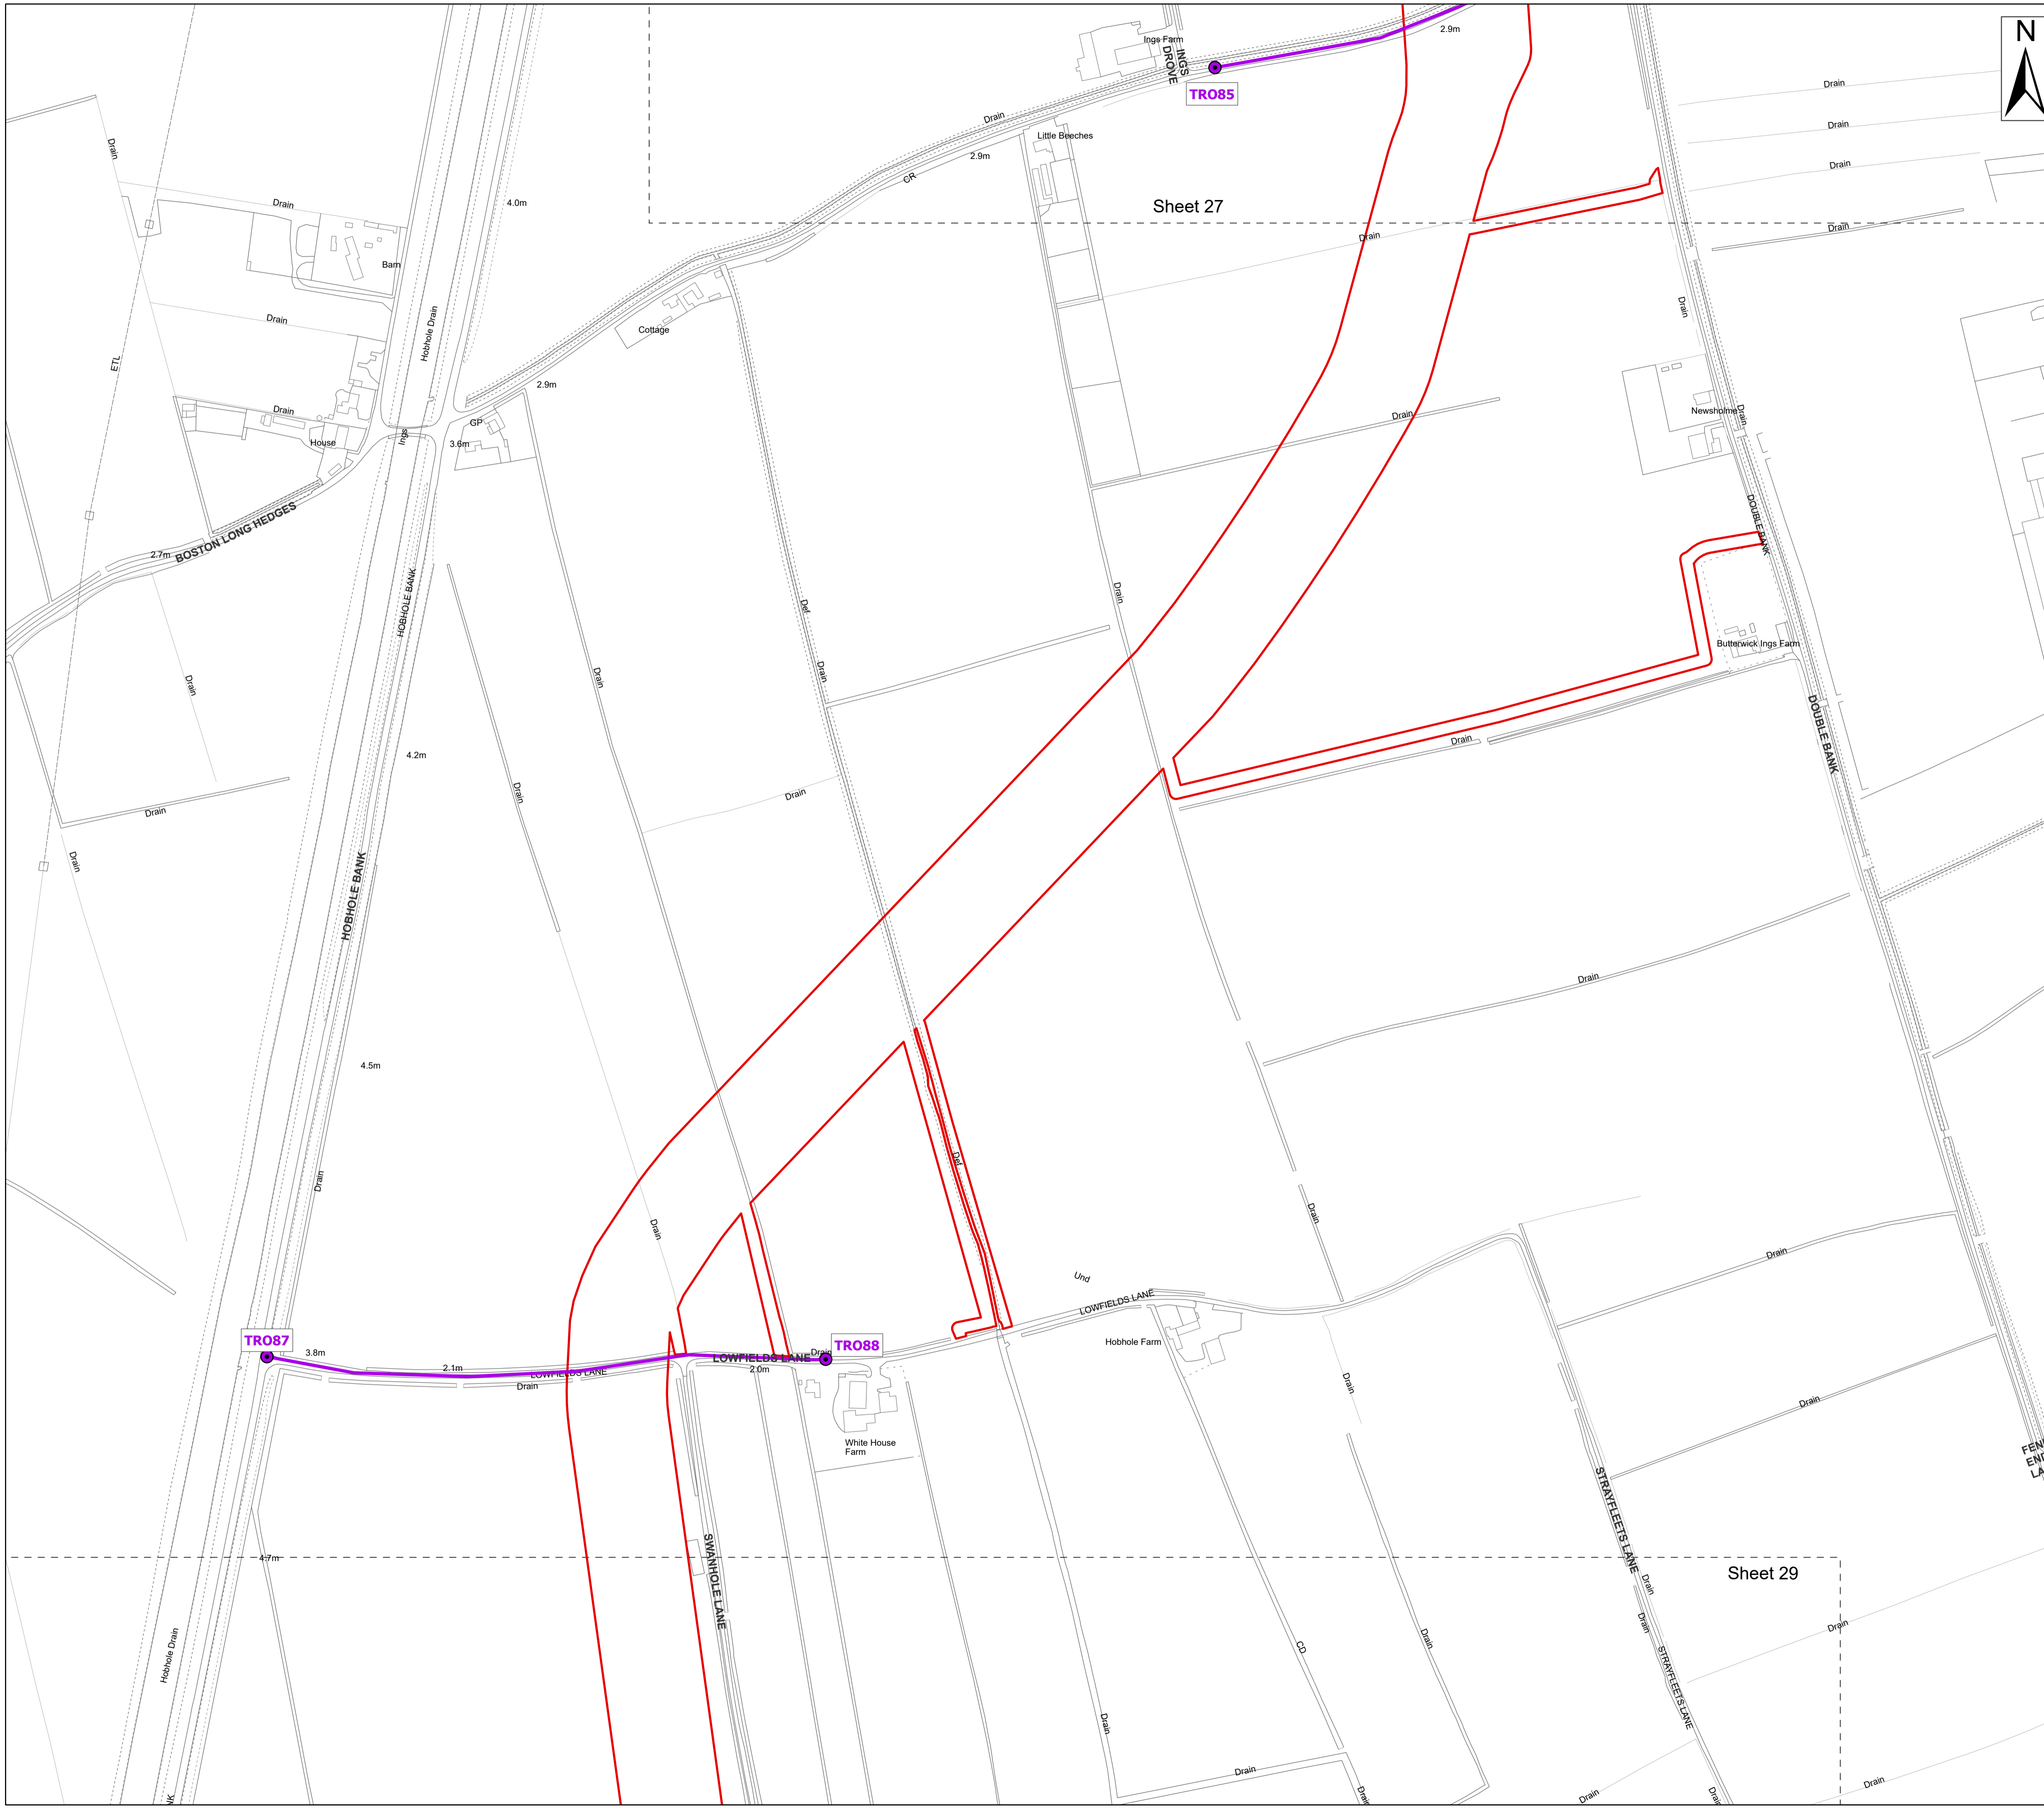 N
Ings Farm
INGS
DROVE
2.9m
TRO85
Drain
Drain
Drain
Drain
Drain
Little Beeches
2.9m
CR
Drain
4.0m
Sheet 27
Drain
Drain
Barn
Drain
Hobhole Drain
Cottage
Drain
ETL
2.9m
Drain
Drain
Newsholme
Drain
GP
3.6m
Ings
House
DOUBLE BANK
BOSTON LONG HEDGES
2.7m
HOBHOLE BANK
Def
Drain
Butterwick Ings Farm
Drain
Drain
Drain
DOUBLE BANK
Drain
4.2m
Drain
Drain
Drain
Drain
HOBHOLE BANK
Drain
4.5m
Def
Drain
Drain
Drain
Drain
Und
LOWFIELDS LANE
Hobhole Farm
TRO87
3.8m
TRO88
Drain
LOWFIELDS LANE
2.1m
2.0m
LOWFIELDS LANE
Drain
Drain
Drain
White House
Farm
STRAYFLEETS LANE
4.7m
SWANHOLE LANE
Sheet 29
Drain
Drain
Drain
Drain
CD
Hobhole Drain
STRAYFLEETS LANE
Drain
Drain
Drain
Drain
Drain